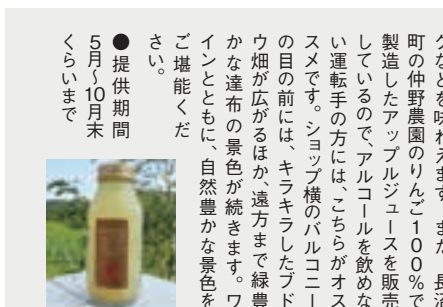 クなどを味わえます。また、長沼
町の仲野農園のりんご100％で
製造したアップルジュースを販売
しているので、アルコールを飲めな
い運転手の方には、こちらがオス
スメです。ショップ横のバルコニー
の目の前には、キラキラしたブド
ウ畑が広がるほか、遠方まで緑豊
かな達布の景色が続きます。ワ
インとともに、自然豊かな景色を
ご堪能くだ
さい。
●提供期間
5月～10月末
くらいまで